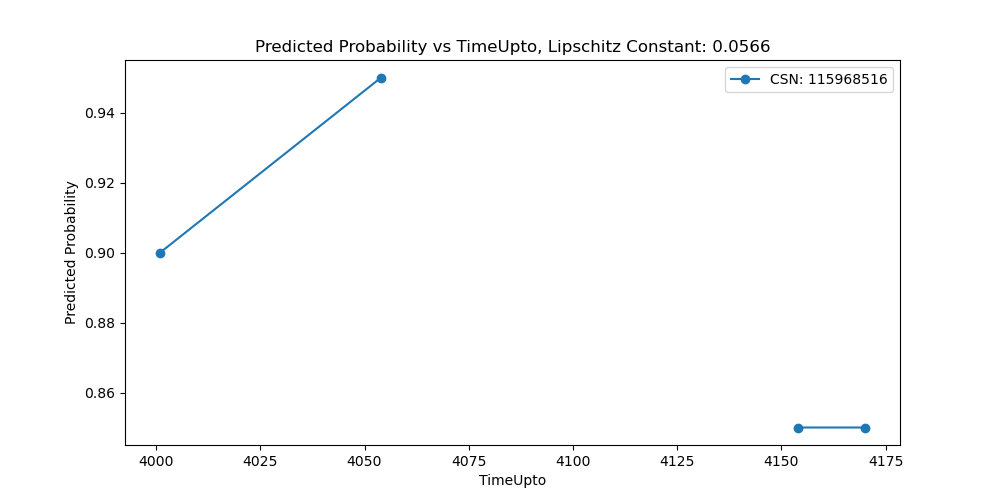 Predicted Probability vs TimeUpto, Lipschitz Constant: 0.0566
CSN: 115968516
0.94
0.92
0.90
0.88
0.86
Predicted Probability
4000 4025 4050 4075 4100 4125 4150 4175
TimeUpto